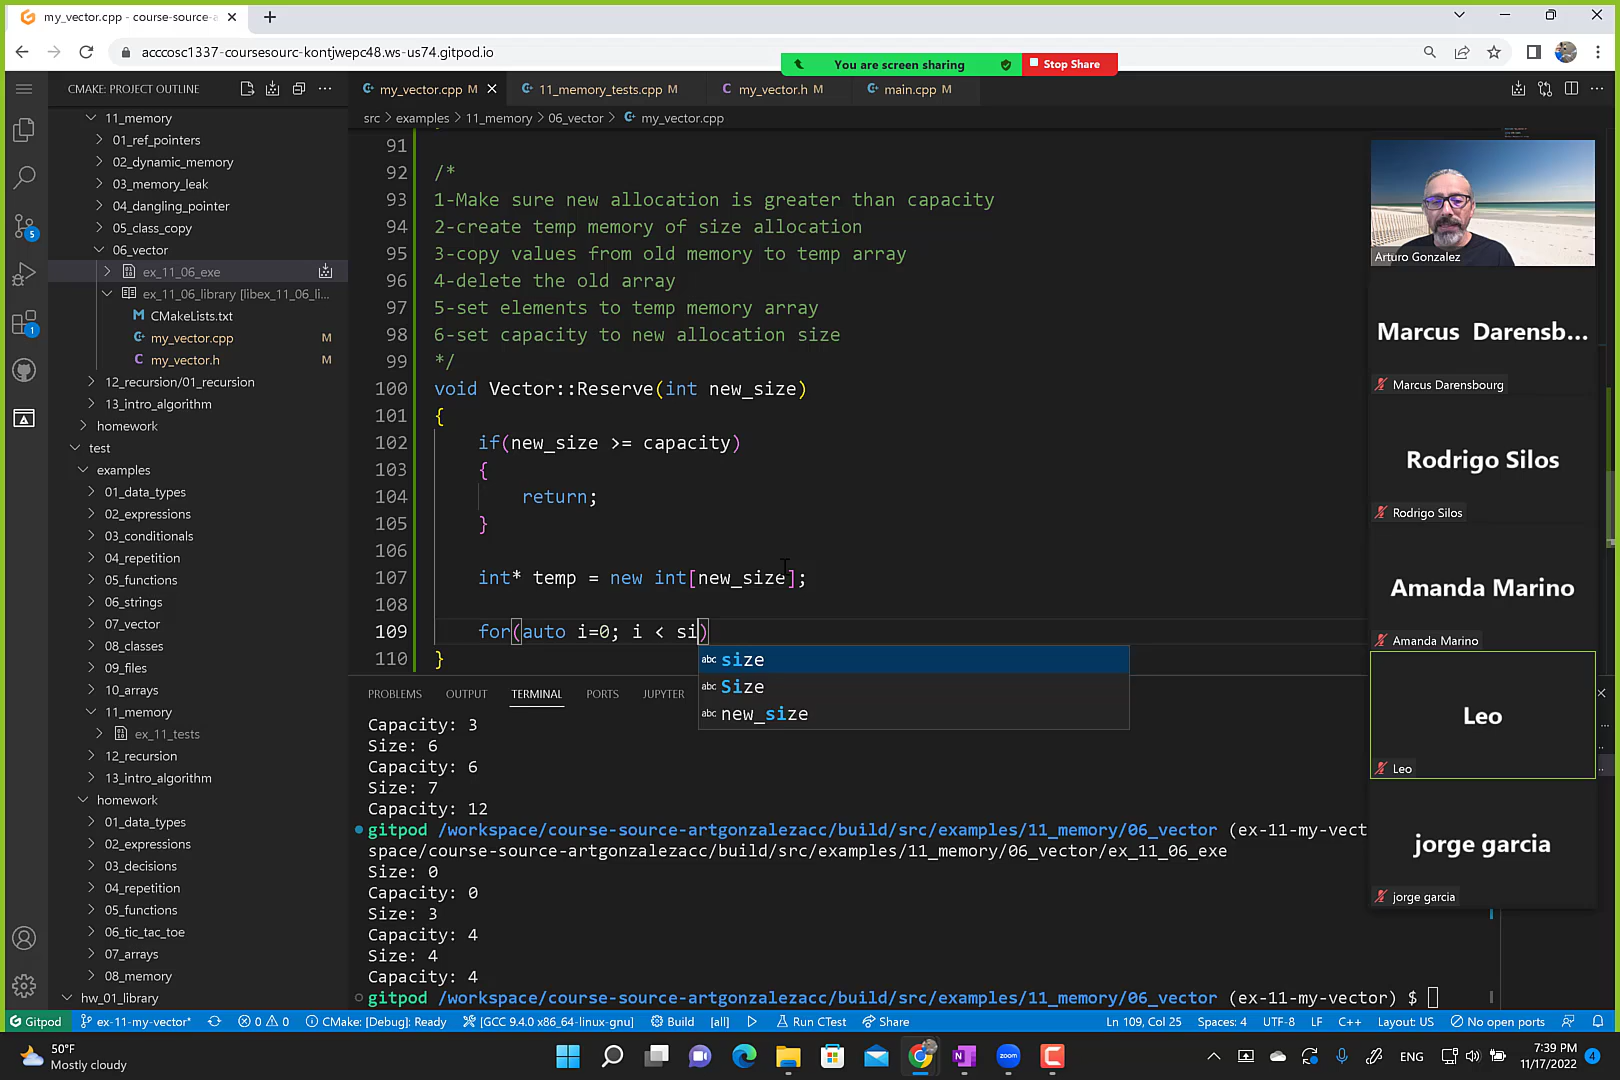 my_vector.cpp - course-source-a
acccosc1337-coursesourc-kontjwepc48.ws-us74.gitpod.io
You are screen sharing
Stop Share
CMAKE: PROJECT OUTLINE
my_vector.cpp M
11_memory_tests.cpp M
my_vector.h M
main.cpp M
src > examples > 11_memory > 06_vector > my_vector.cpp
11_memory
01_ref_pointers
02_dynamic_memory
03_memory_leak
04_dangling_pointer
05_class_copy
06_vector
ex_11_06_exe
ex_11_06_library [libex_11_06_li...
CMakeLists.txt
my_vector.cpp M
my_vector.h M
12_recursion/01_recursion
13_intro_algorithm
homework
test
examples
01_data_types
02_expressions
03_conditionals
04_repetition
05_functions
06_strings
07_vector
08_classes
09_files
10_arrays
11_memory
ex_11_tests
12_recursion
13_intro_algorithm
homework
01_data_types
02_expressions
03_decisions
04_repetition
05_functions
06_tic_tac_toe
07_arrays
08_memory
hw_01_library
5
1
91
92 /*
93 1-Make sure new allocation is greater than capacity
94 2-create temp memory of size allocation
95 3-copy values from old memory to temp array
96 4-delete the old array
97 5-set elements to temp memory array
98 6-set capacity to new allocation size
99 */
100 void Vector::Reserve(int new_size)
101 {
102 if(new_size >= capacity)
103 {
104 return;
105 }
106
107 int* temp = new int[new_size];
108
109 for(auto i=0; i < si)
110 }
abc size
abc Size
abc new_size
PROBLEMS OUTPUT TERMINAL PORTS JUPYTER
Capacity: 3
Size: 6
Capacity: 6
Size: 7
Capacity: 12
gitpod /workspace/course-source-artgonzalezacc/build/src/examples/11_memory/06_vector (ex-11-my-vect
space/course-source-artgonzalezacc/build/src/examples/11_memory/06_vector/ex_11_06_exe
Size: 0
Capacity: 0
Size: 3
Capacity: 4
Size: 4
Capacity: 4
gitpod /workspace/course-source-artgonzalezacc/build/src/examples/11_memory/06_vector (ex-11-my-vector) $
Arturo Gonzalez
Marcus Darensb...
Marcus Darensbourg
Rodrigo Silos
Rodrigo Silos
Amanda Marino
Amanda Marino
Leo
Leo
jorge garcia
jorge garcia
Gitpod ex-11-my-vector* 0 0 CMake: [Debug]: Ready [GCC 9.4.0 x86_64-linux-gnu] Build [all] Run CTest Share Ln 109, Col 25 Spaces: 4 UTF-8 LF C++ Layout: US No open ports
50°F
Mostly cloudy
zoom
ENG
7:39 PM
11/17/2022
4